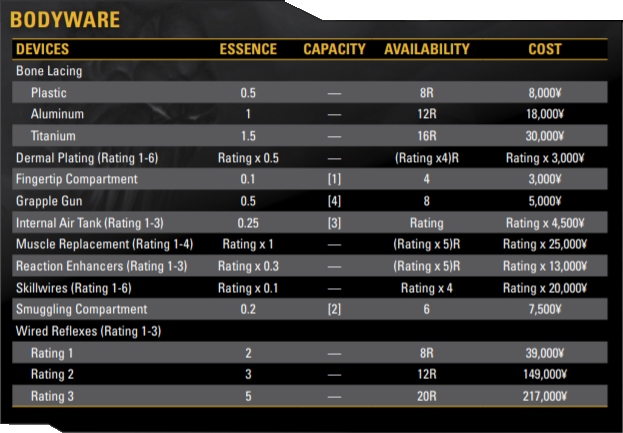 BODYWARE
DEVICES ESSENCE CAPACITY AVAILABILITY COST
Bone Lacing
Plastic 0.5 — 8R 8,000¥
Aluminum 1 — 12R 18,000¥
Titanium 1.5 — 16R 30,000¥
Dermal Plating (Rating 1-6) Rating x 0.5 — (Rating x4)R Rating x 3,000¥
Fingertip Compartment 0.1 [1] 4 3,000¥
Grapple Gun 0.5 [4] 8 5,000¥
Internal Air Tank (Rating 1-3) 0.25 [3] Rating Rating x 4,500¥
Muscle Replacement (Rating 1-4) Rating x 1 — (Rating x 5)R Rating x 25,000¥
Reaction Enhancers (Rating 1-3) Rating x 0.3 — (Rating x 5)R Rating x 13,000¥
Skillwires (Rating 1-6) Rating x 0.1 — Rating x 4 Rating x 20,000¥
Smuggling Compartment 0.2 [2] 6 7,500¥
Wired Reflexes (Rating 1-3)
Rating 1 2 — 8R 39,000¥
Rating 2 3 — 12R 149,000¥
Rating 3 5 — 20R 217,000¥